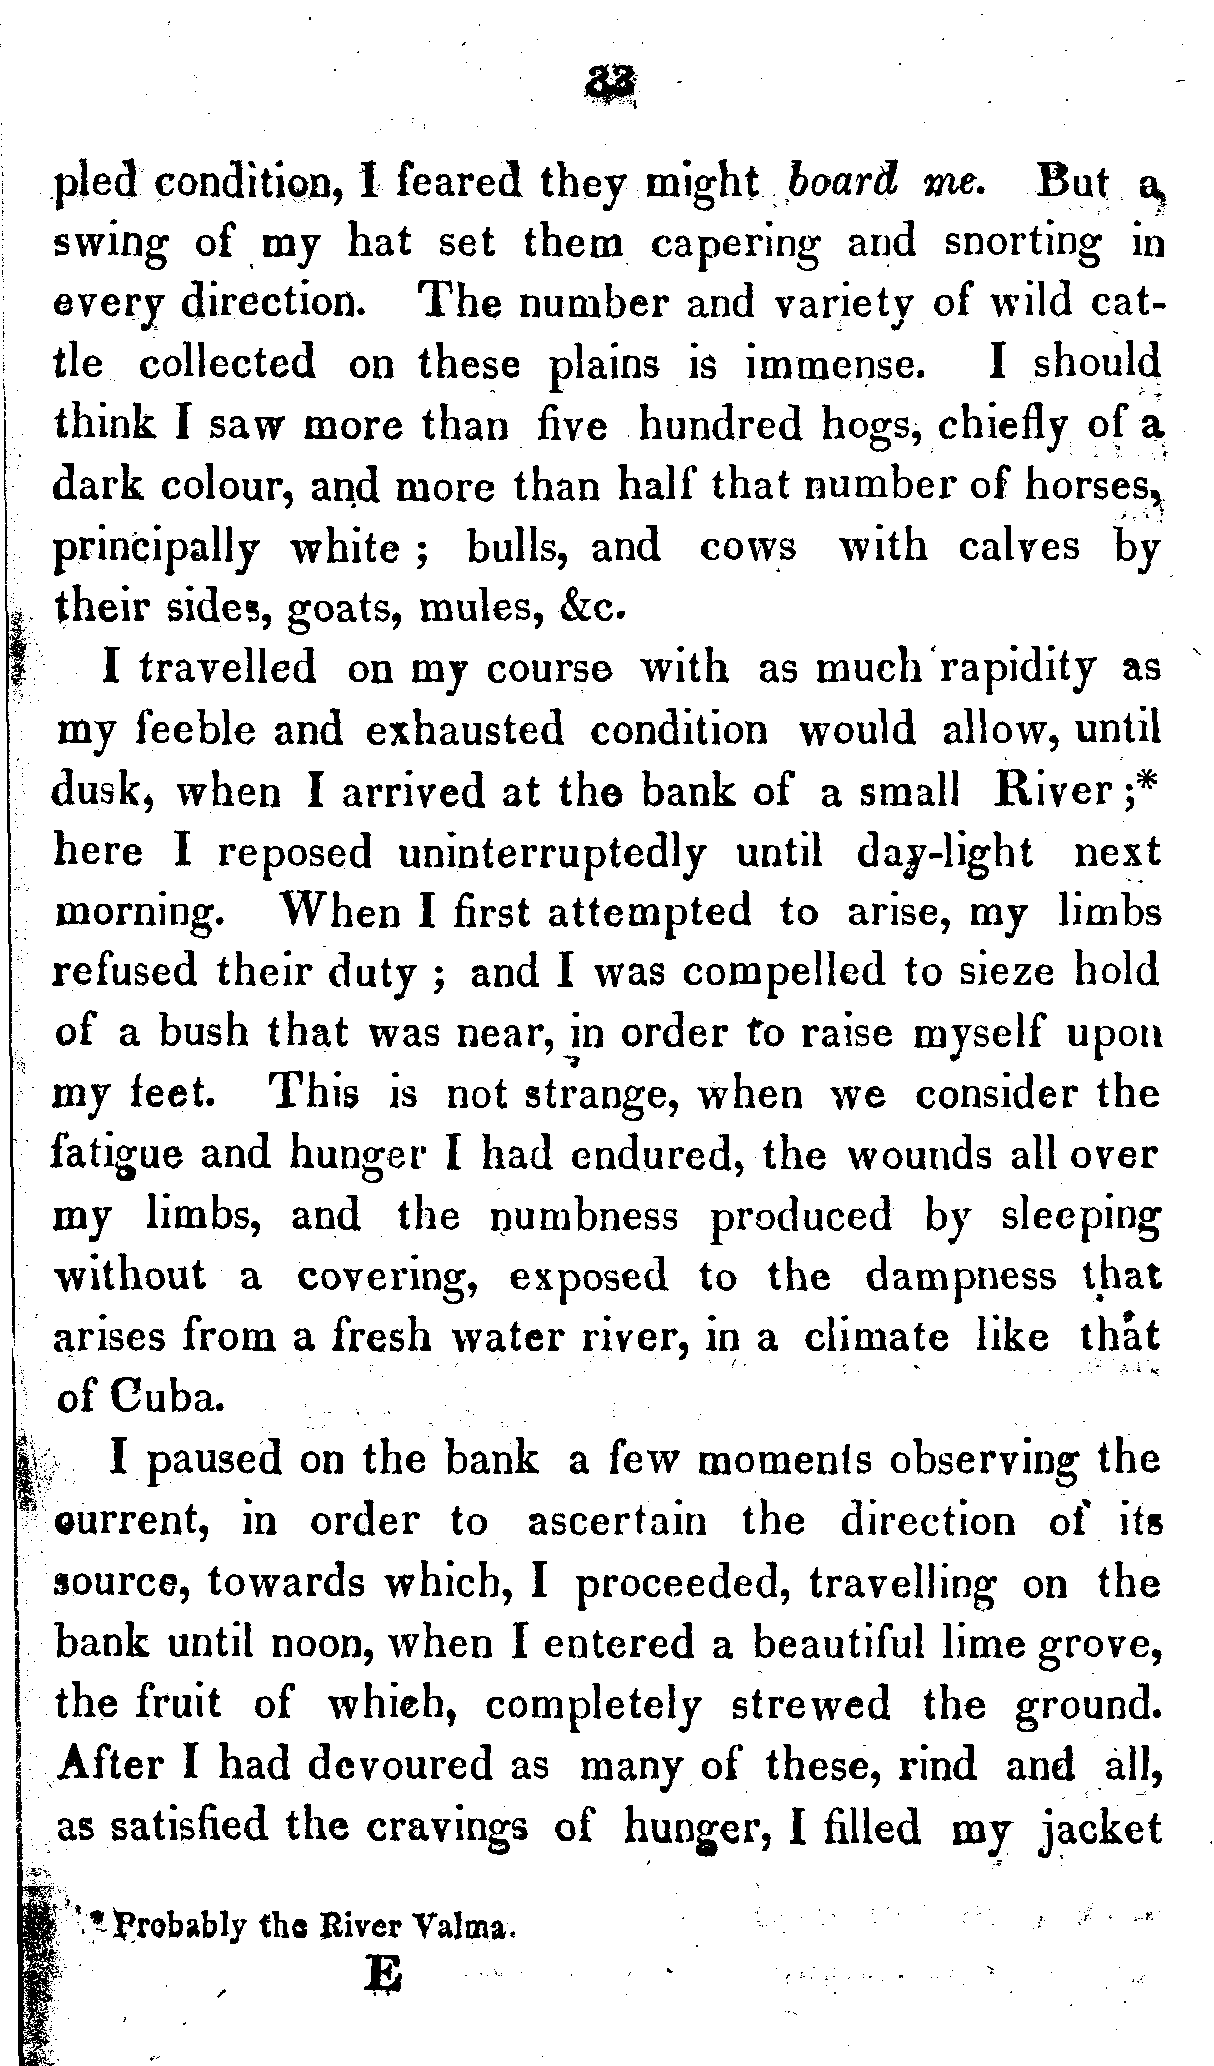 33
pled condition, I feared they might board me. But a
swing of my hat set them capering and snorting in
every direction. The number and variety of wild cat-
tle collected on these plains is immense. I should
think I saw more than five hundred hogs, chiefly of a
dark colour, and more than half that number of horses,
principally white ; bulls, and cows with calves by
their sides, goats, mules, &c.
I travelled on my course with as much rapidity as
my feeble and exhausted condition would allow, until
dusk, when I arrived at the bank of a small River ;*
here I reposed uninterruptedly until day-light next
morning. When I first attempted to arise, my limbs
refused their duty ; and I was compelled to sieze hold
of a bush that was near, in order to raise myself upon
my feet. This is not strange, when we consider the
fatigue and hunger I had endured, the wounds all over
my limbs, and the numbness produced by sleeping
without a covering, exposed to the dampness that
arises from a fresh water river, in a climate like that
of Cuba.
I paused on the bank a few moments observing the
current, in order to ascertain the direction of its
source, towards which, I proceeded, travelling on the
bank until noon, when I entered a beautiful lime grove,
the fruit of which, completely strewed the ground.
After I had devoured as many of these, rind and all,
as satisfied the cravings of hunger, I filled my jacket
* Probably the River Yalma.
E